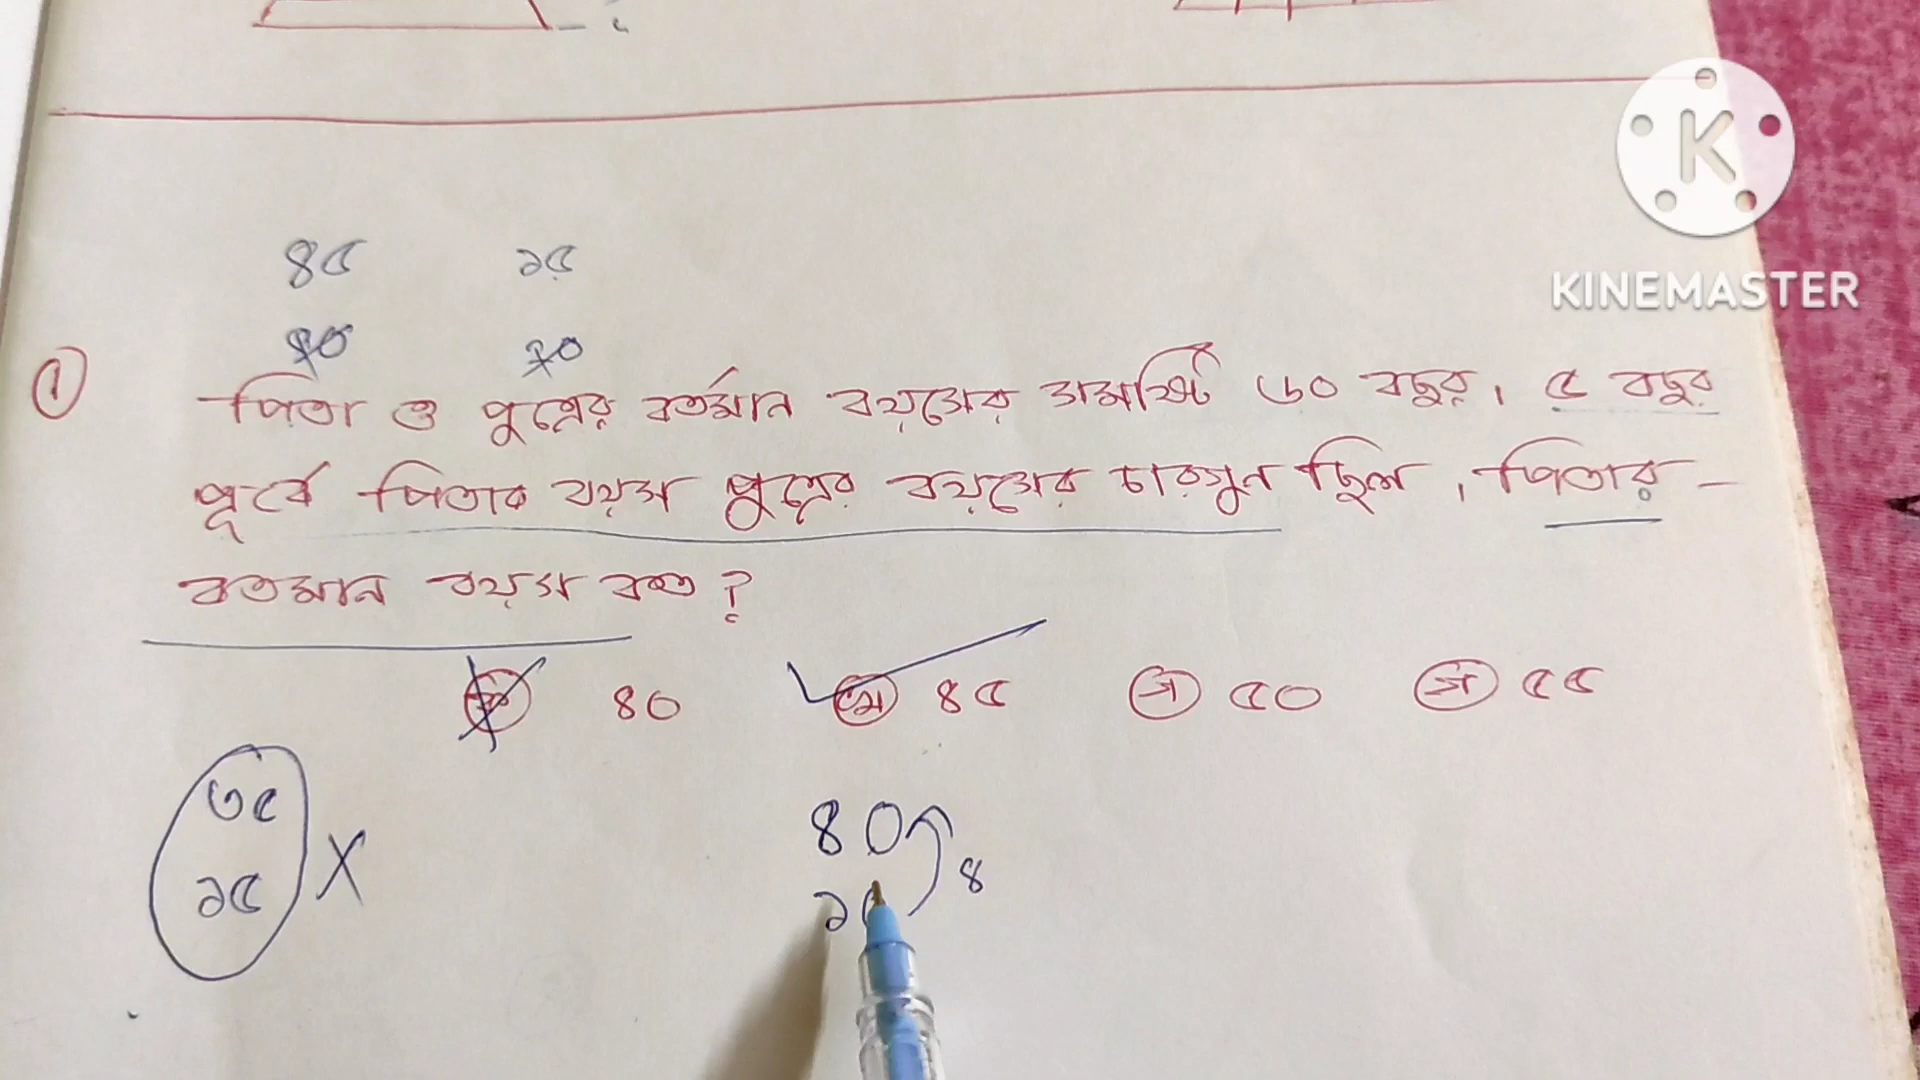 KINEMASTER
৪৫ ১৫
৪০ ২০
① পিতা ও পুত্রের বর্তমান বয়সের সমষ্টি ৬০ বছর। ৫ বছর
পূর্বে পিতার বয়স পুত্রের বয়সের চারগুন ছিল, পিতার -
বর্তমান বয়স কত?
ক ৪০ খ ৪৫ গ ৫০ ঘ ৫৫
৩৫
১৫ X
৪০
৪
১০